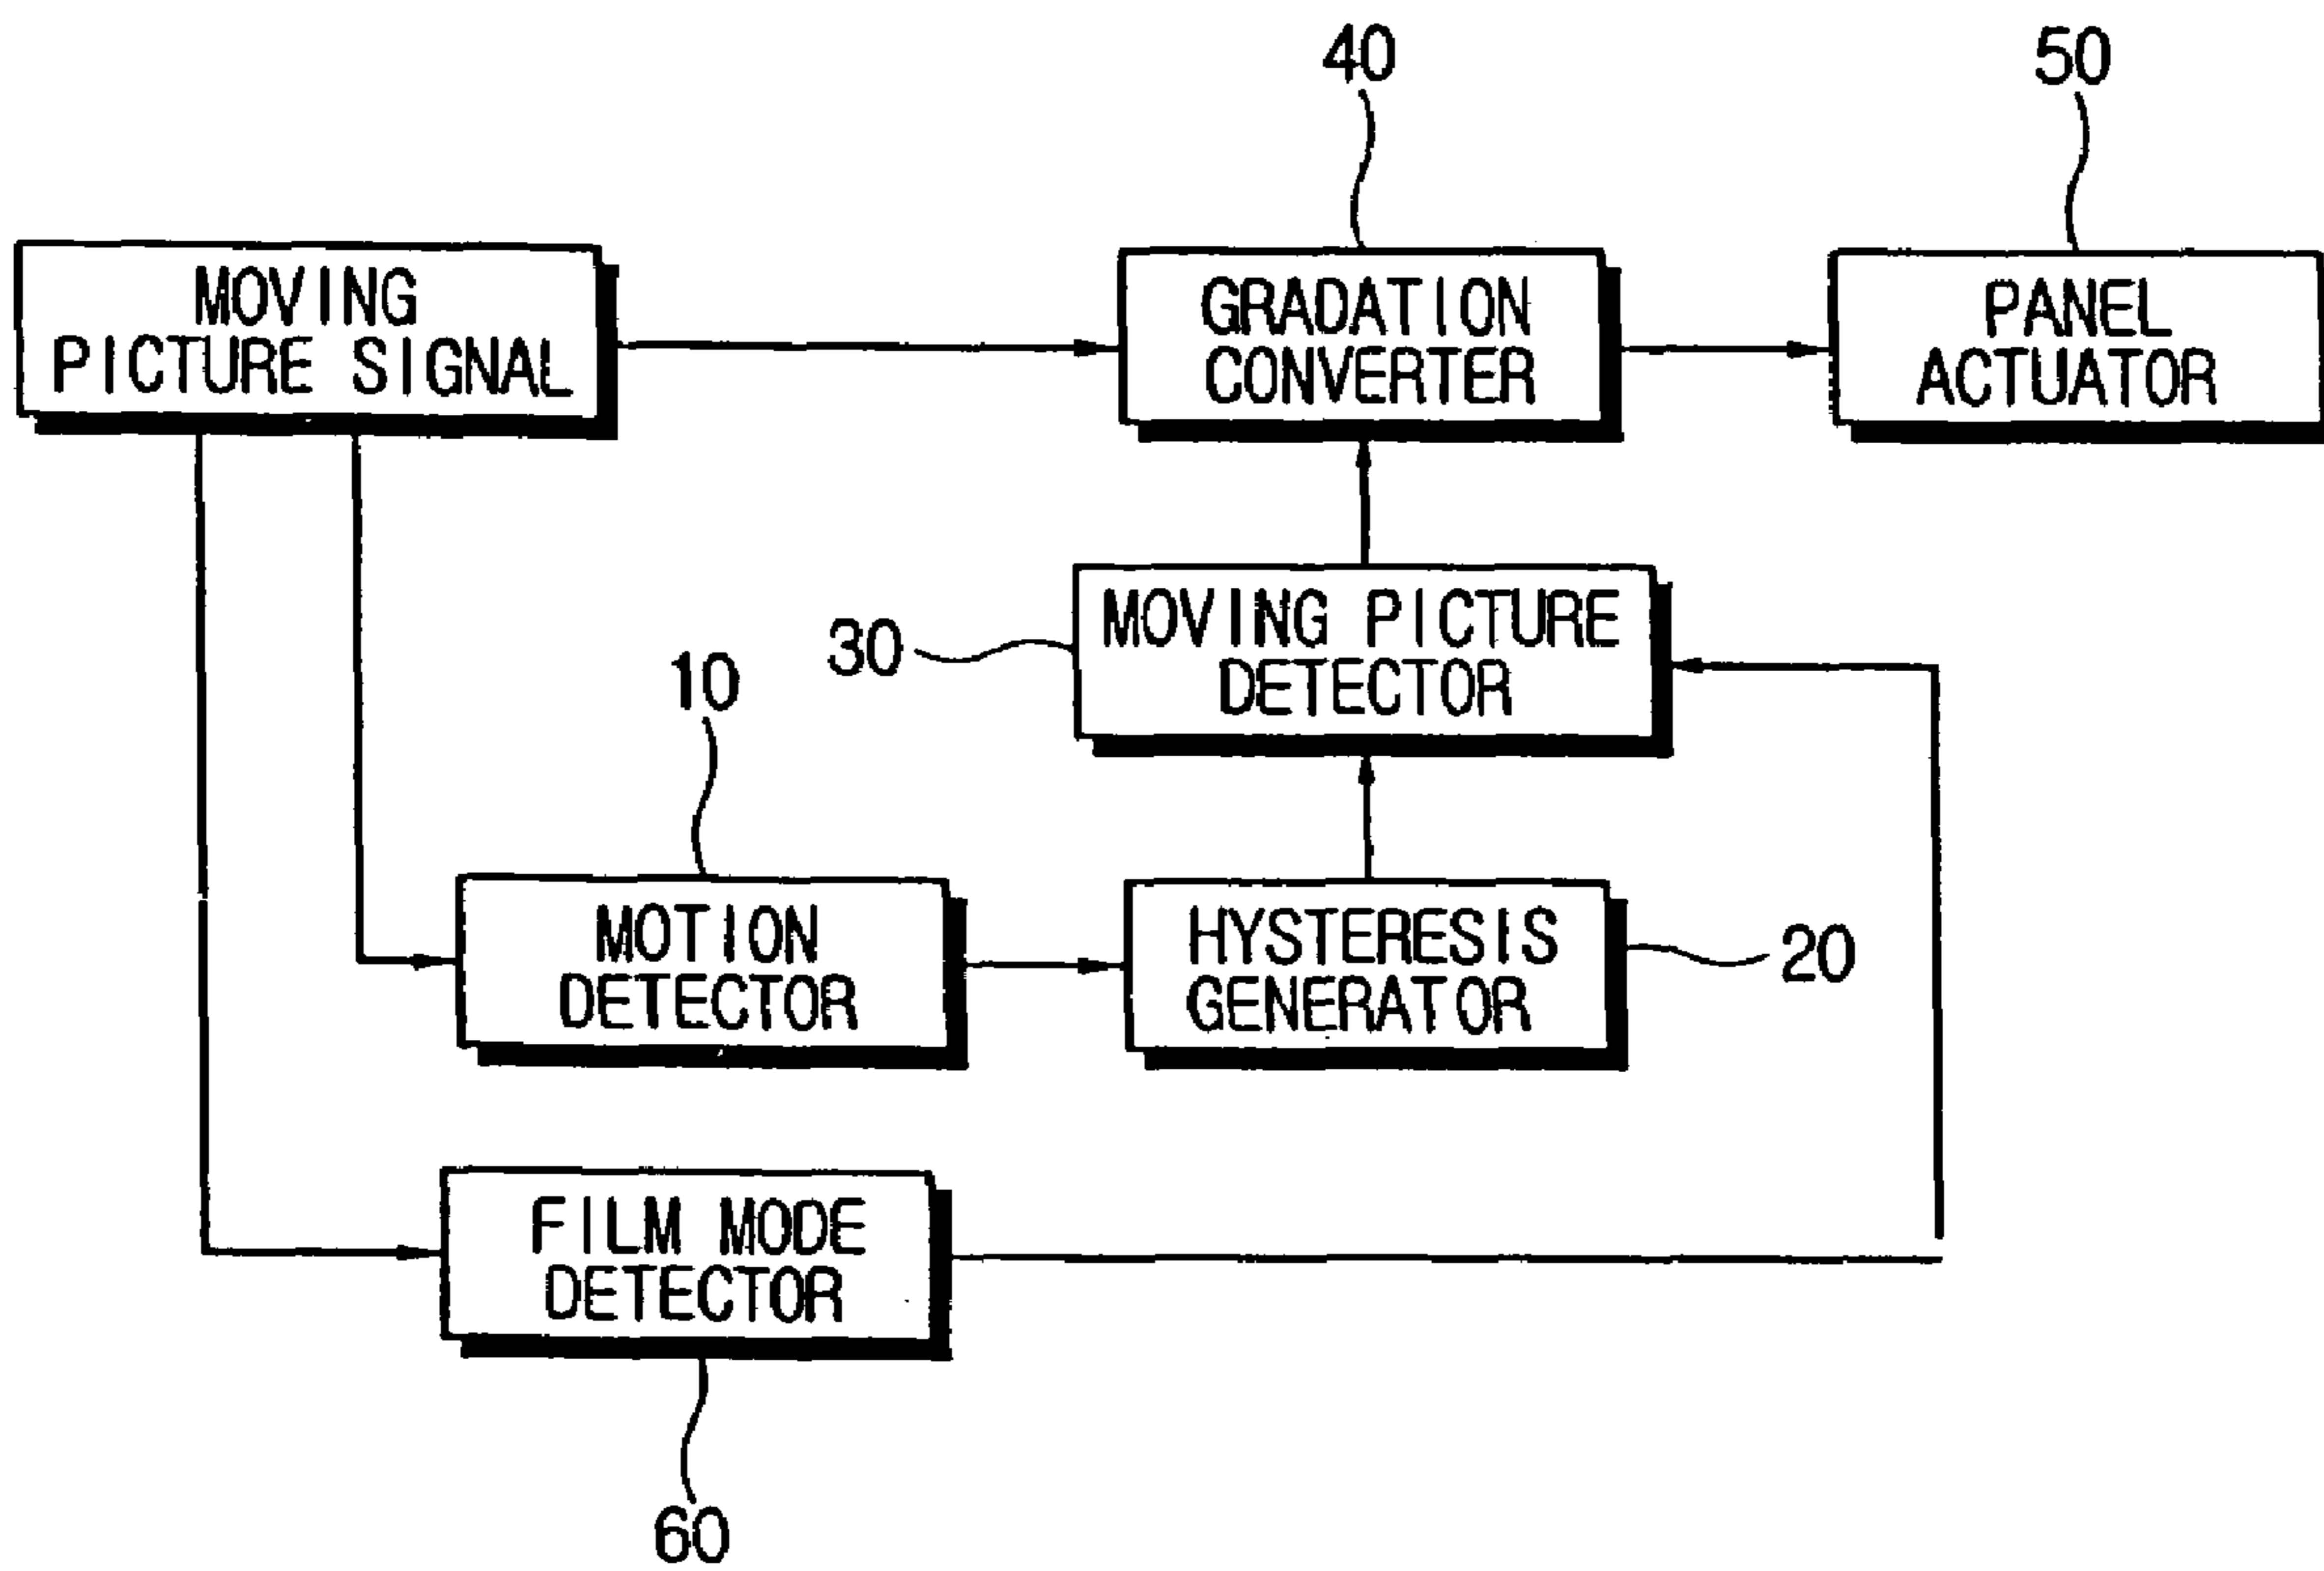 40
50
MOVING
PICTURE SIGNAL
GRADATION
CONVERTER
PANEL
ACTUATOR
30
MOVING PICTURE
DETECTOR
10
MOTION
DETECTOR
HYSTERESIS
GENERATOR
20
FILM MODE
DETECTOR
60